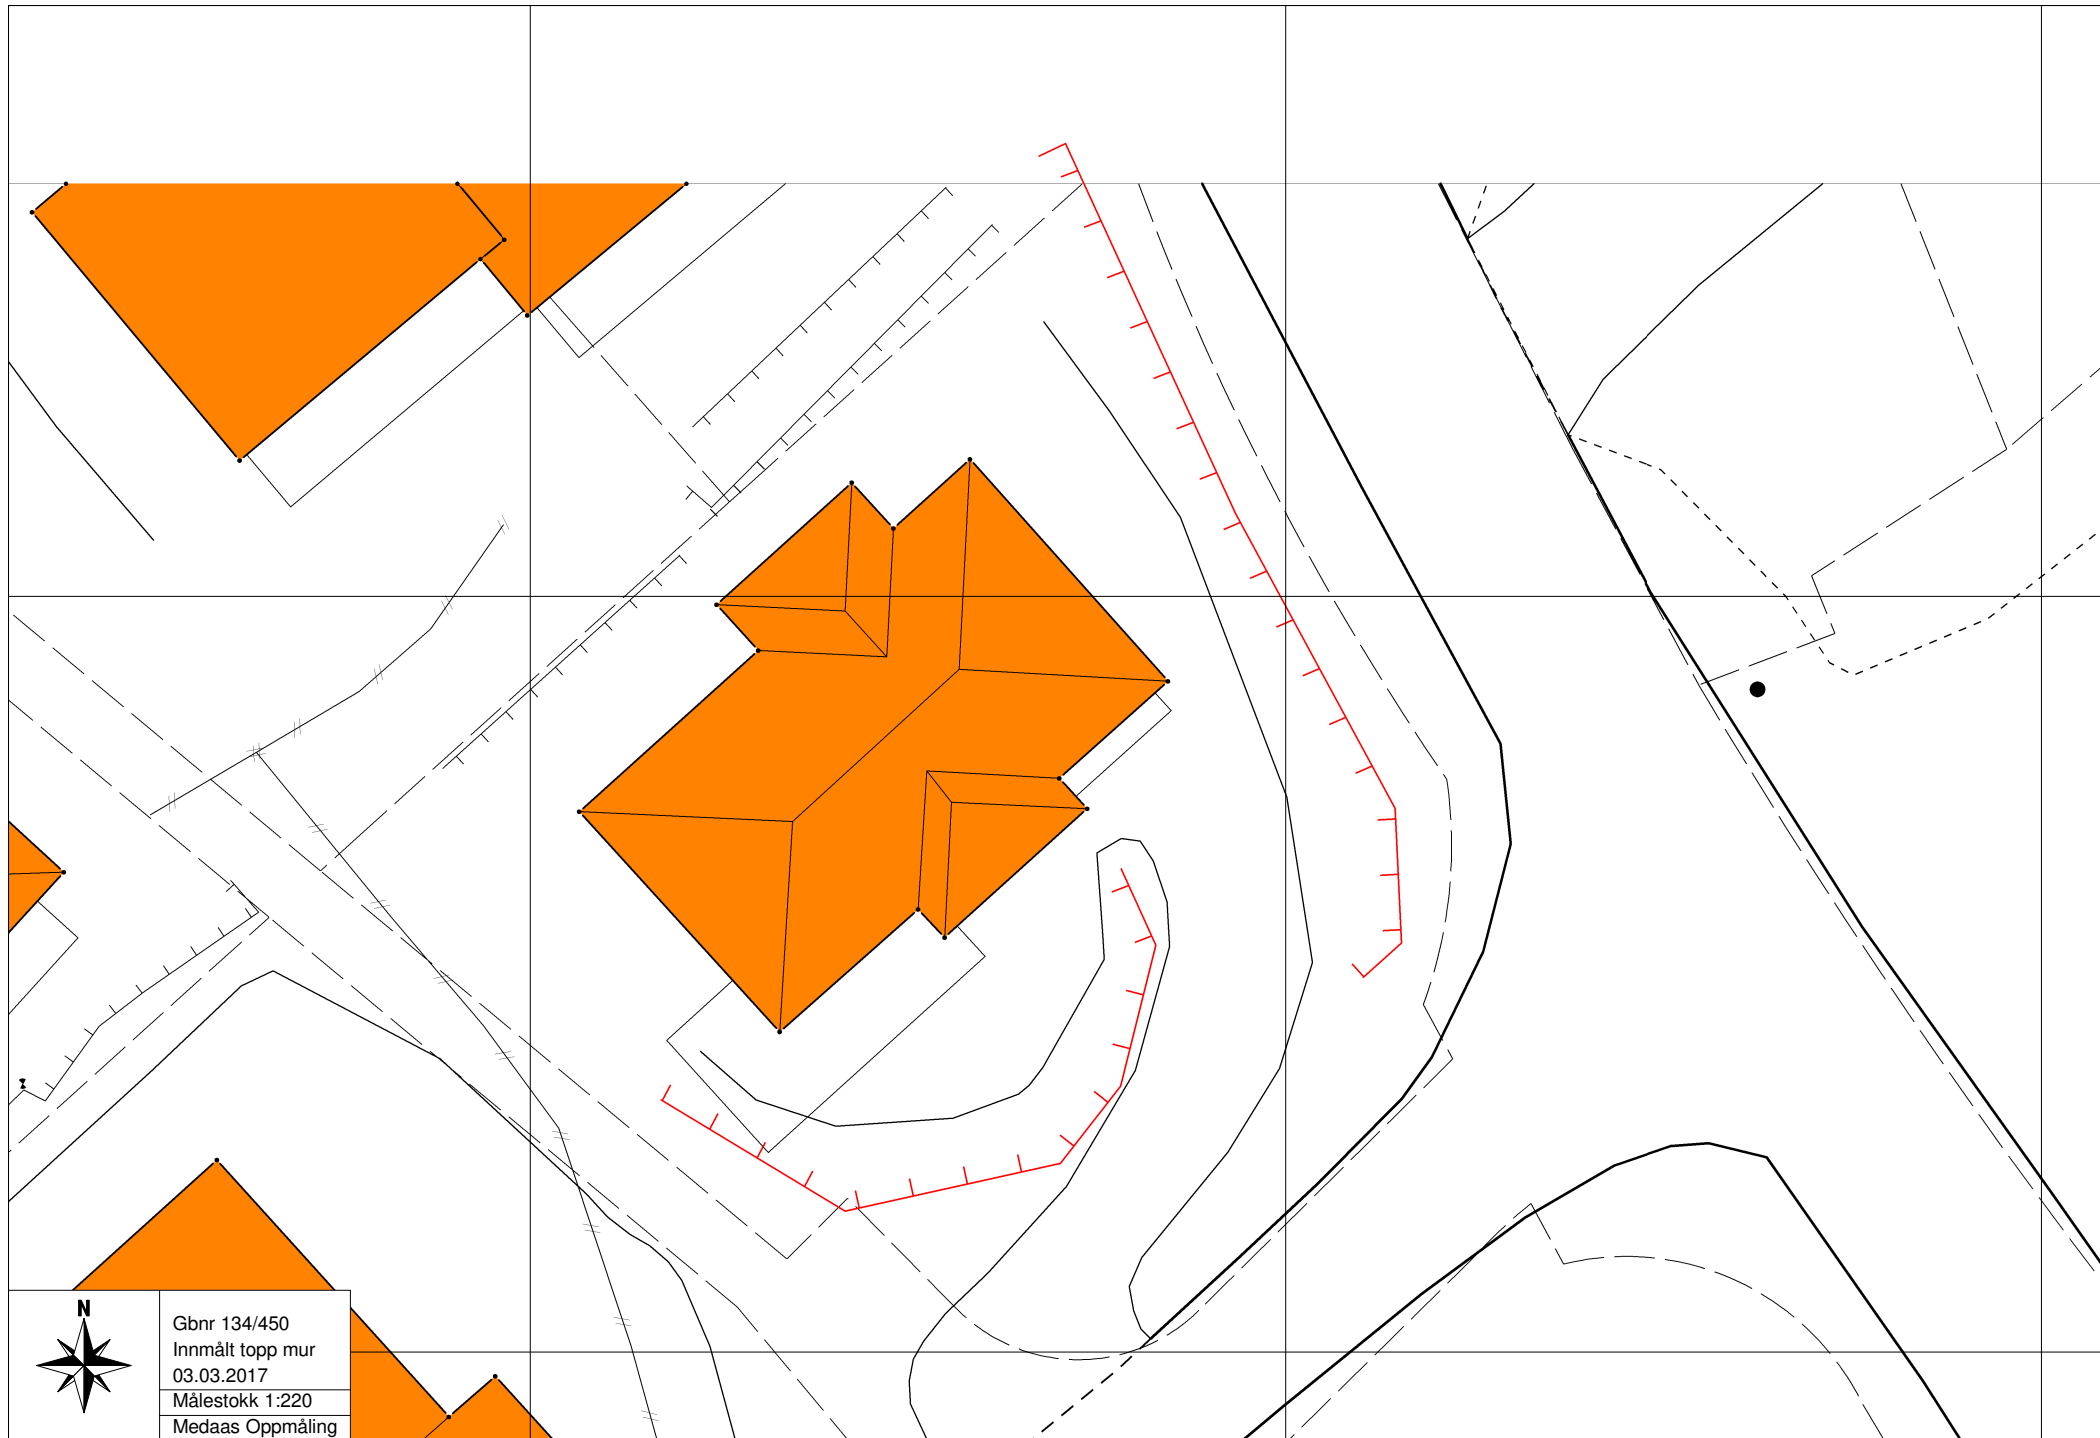 N
Gbnr 134/450
Innmålt topp mur
03.03.2017
Målestokk 1:220
Medaas Oppmåling